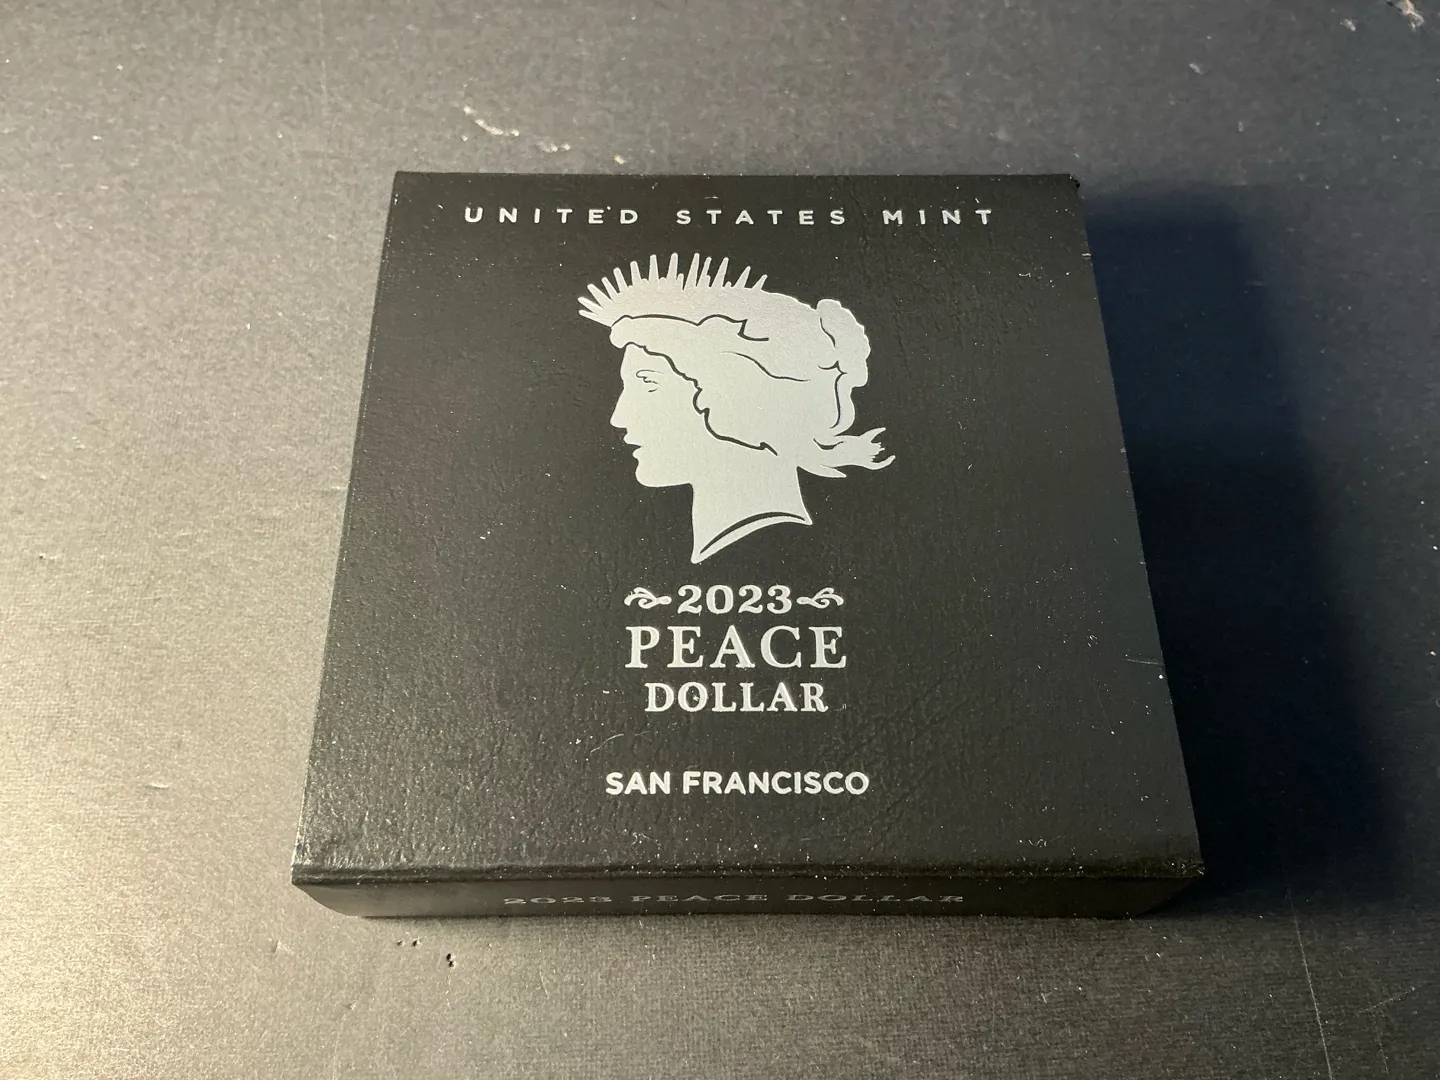 UNITED STATES MINT
2023
PEACE
DOLLAR
SAN FRANCISCO
2023 PEACE DOLLAR